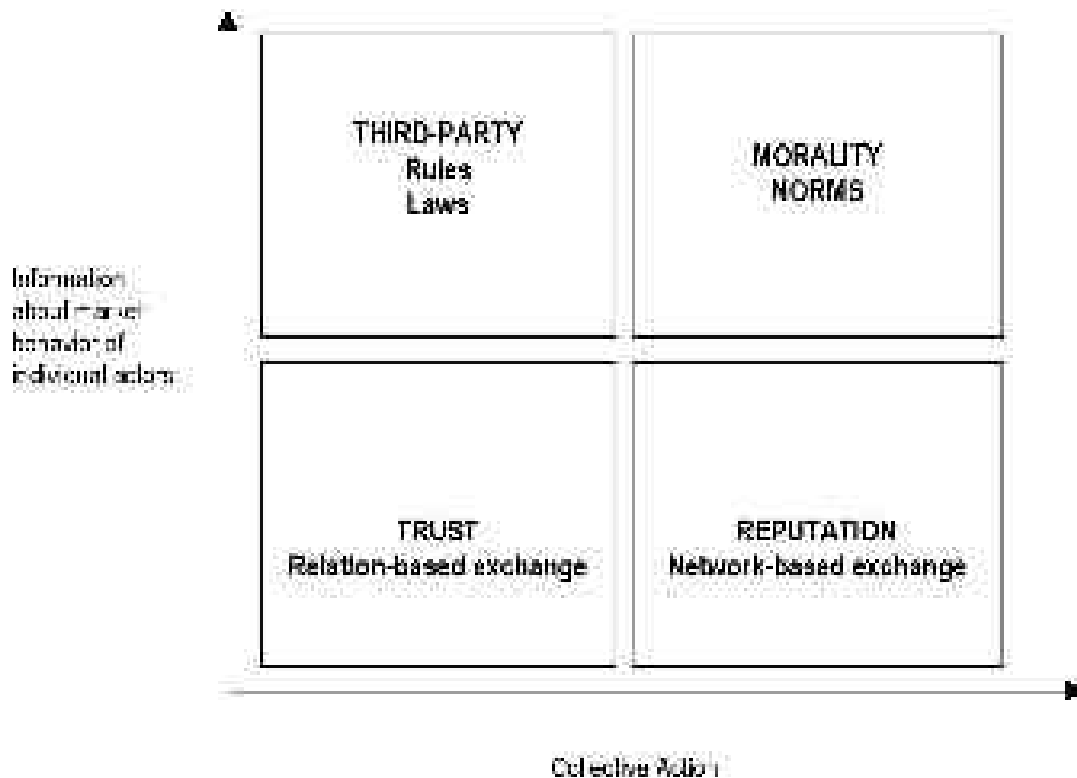 THIRD-PARTY
Rules
Laws
MORALITY
NORMS
Information
about market
behavior of
individual actors
TRUST
Relation-based exchange
REPUTATION
Network-based exchange
Collective Action